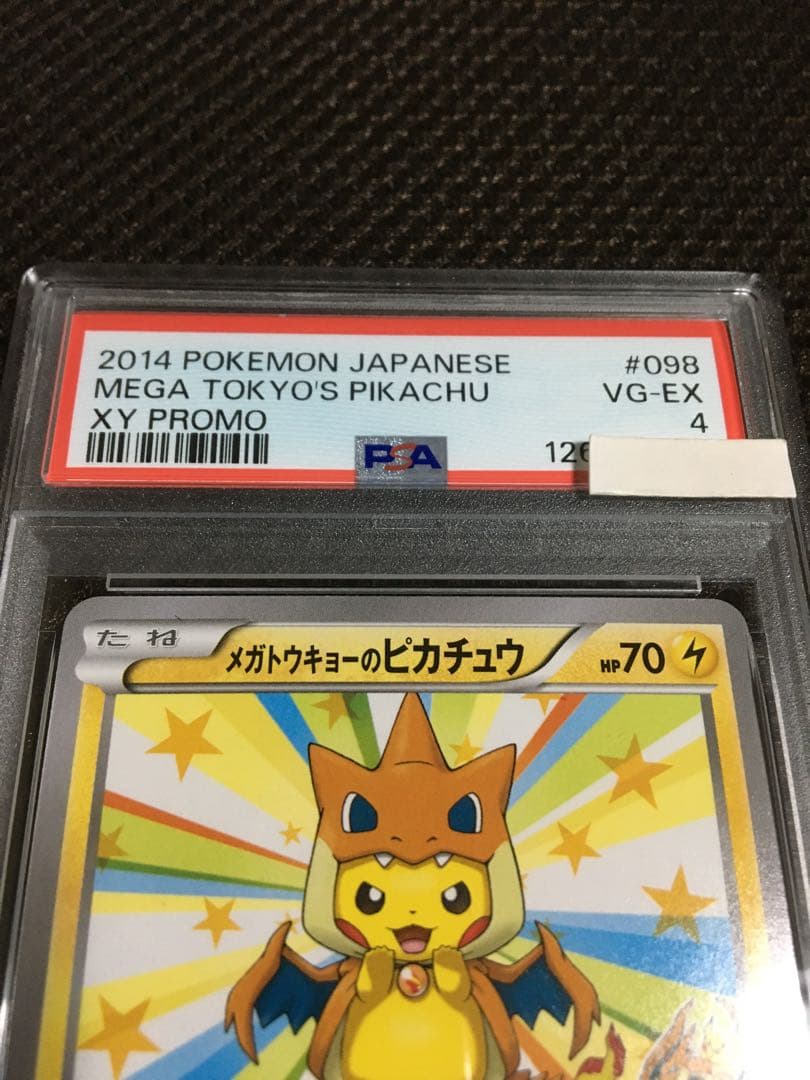 2014 POKEMON JAPANESE #098
MEGA TOKYO'S PIKACHU VG-EX
XY PROMO 4
PSA 126
たね メガトウキョーのピカチュウ HP70